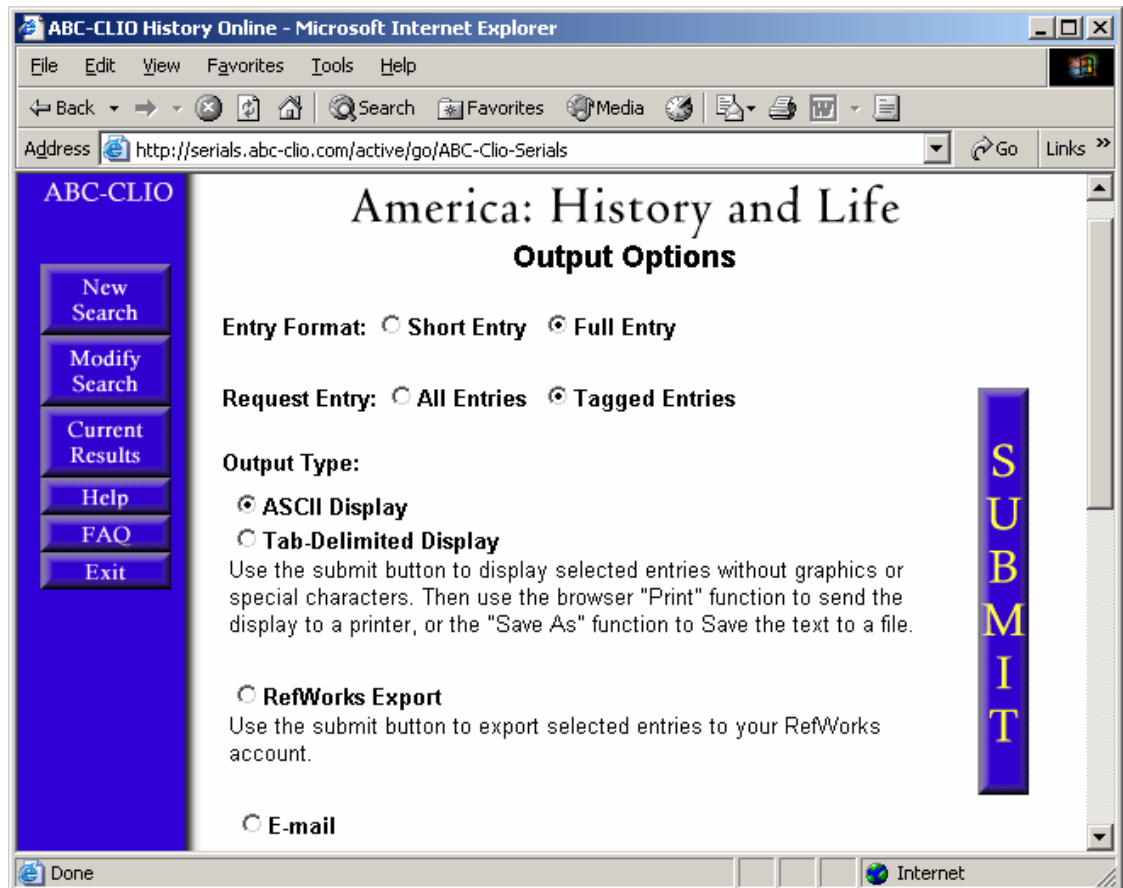 ABC-CLIO History Online - Microsoft Internet Explorer
File Edit View Favorites Tools Help
Back Search Favorites Media
Address http://serials.abc-clio.com/active/go/ABC-Clio-Serials Go Links »
ABC-CLIO
New
Search
Modify
Search
Current
Results
Help
FAQ
Exit
America: History and Life
Output Options
Entry Format: Short Entry Full Entry
Request Entry: All Entries Tagged Entries
Output Type:
ASCII Display
Tab-Delimited Display
Use the submit button to display selected entries without graphics or
special characters. Then use the browser "Print" function to send the
display to a printer, or the "Save As" function to Save the text to a file.
RefWorks Export
Use the submit button to export selected entries to your RefWorks
account.
E-mail
S
U
B
M
I
T
Done Internet